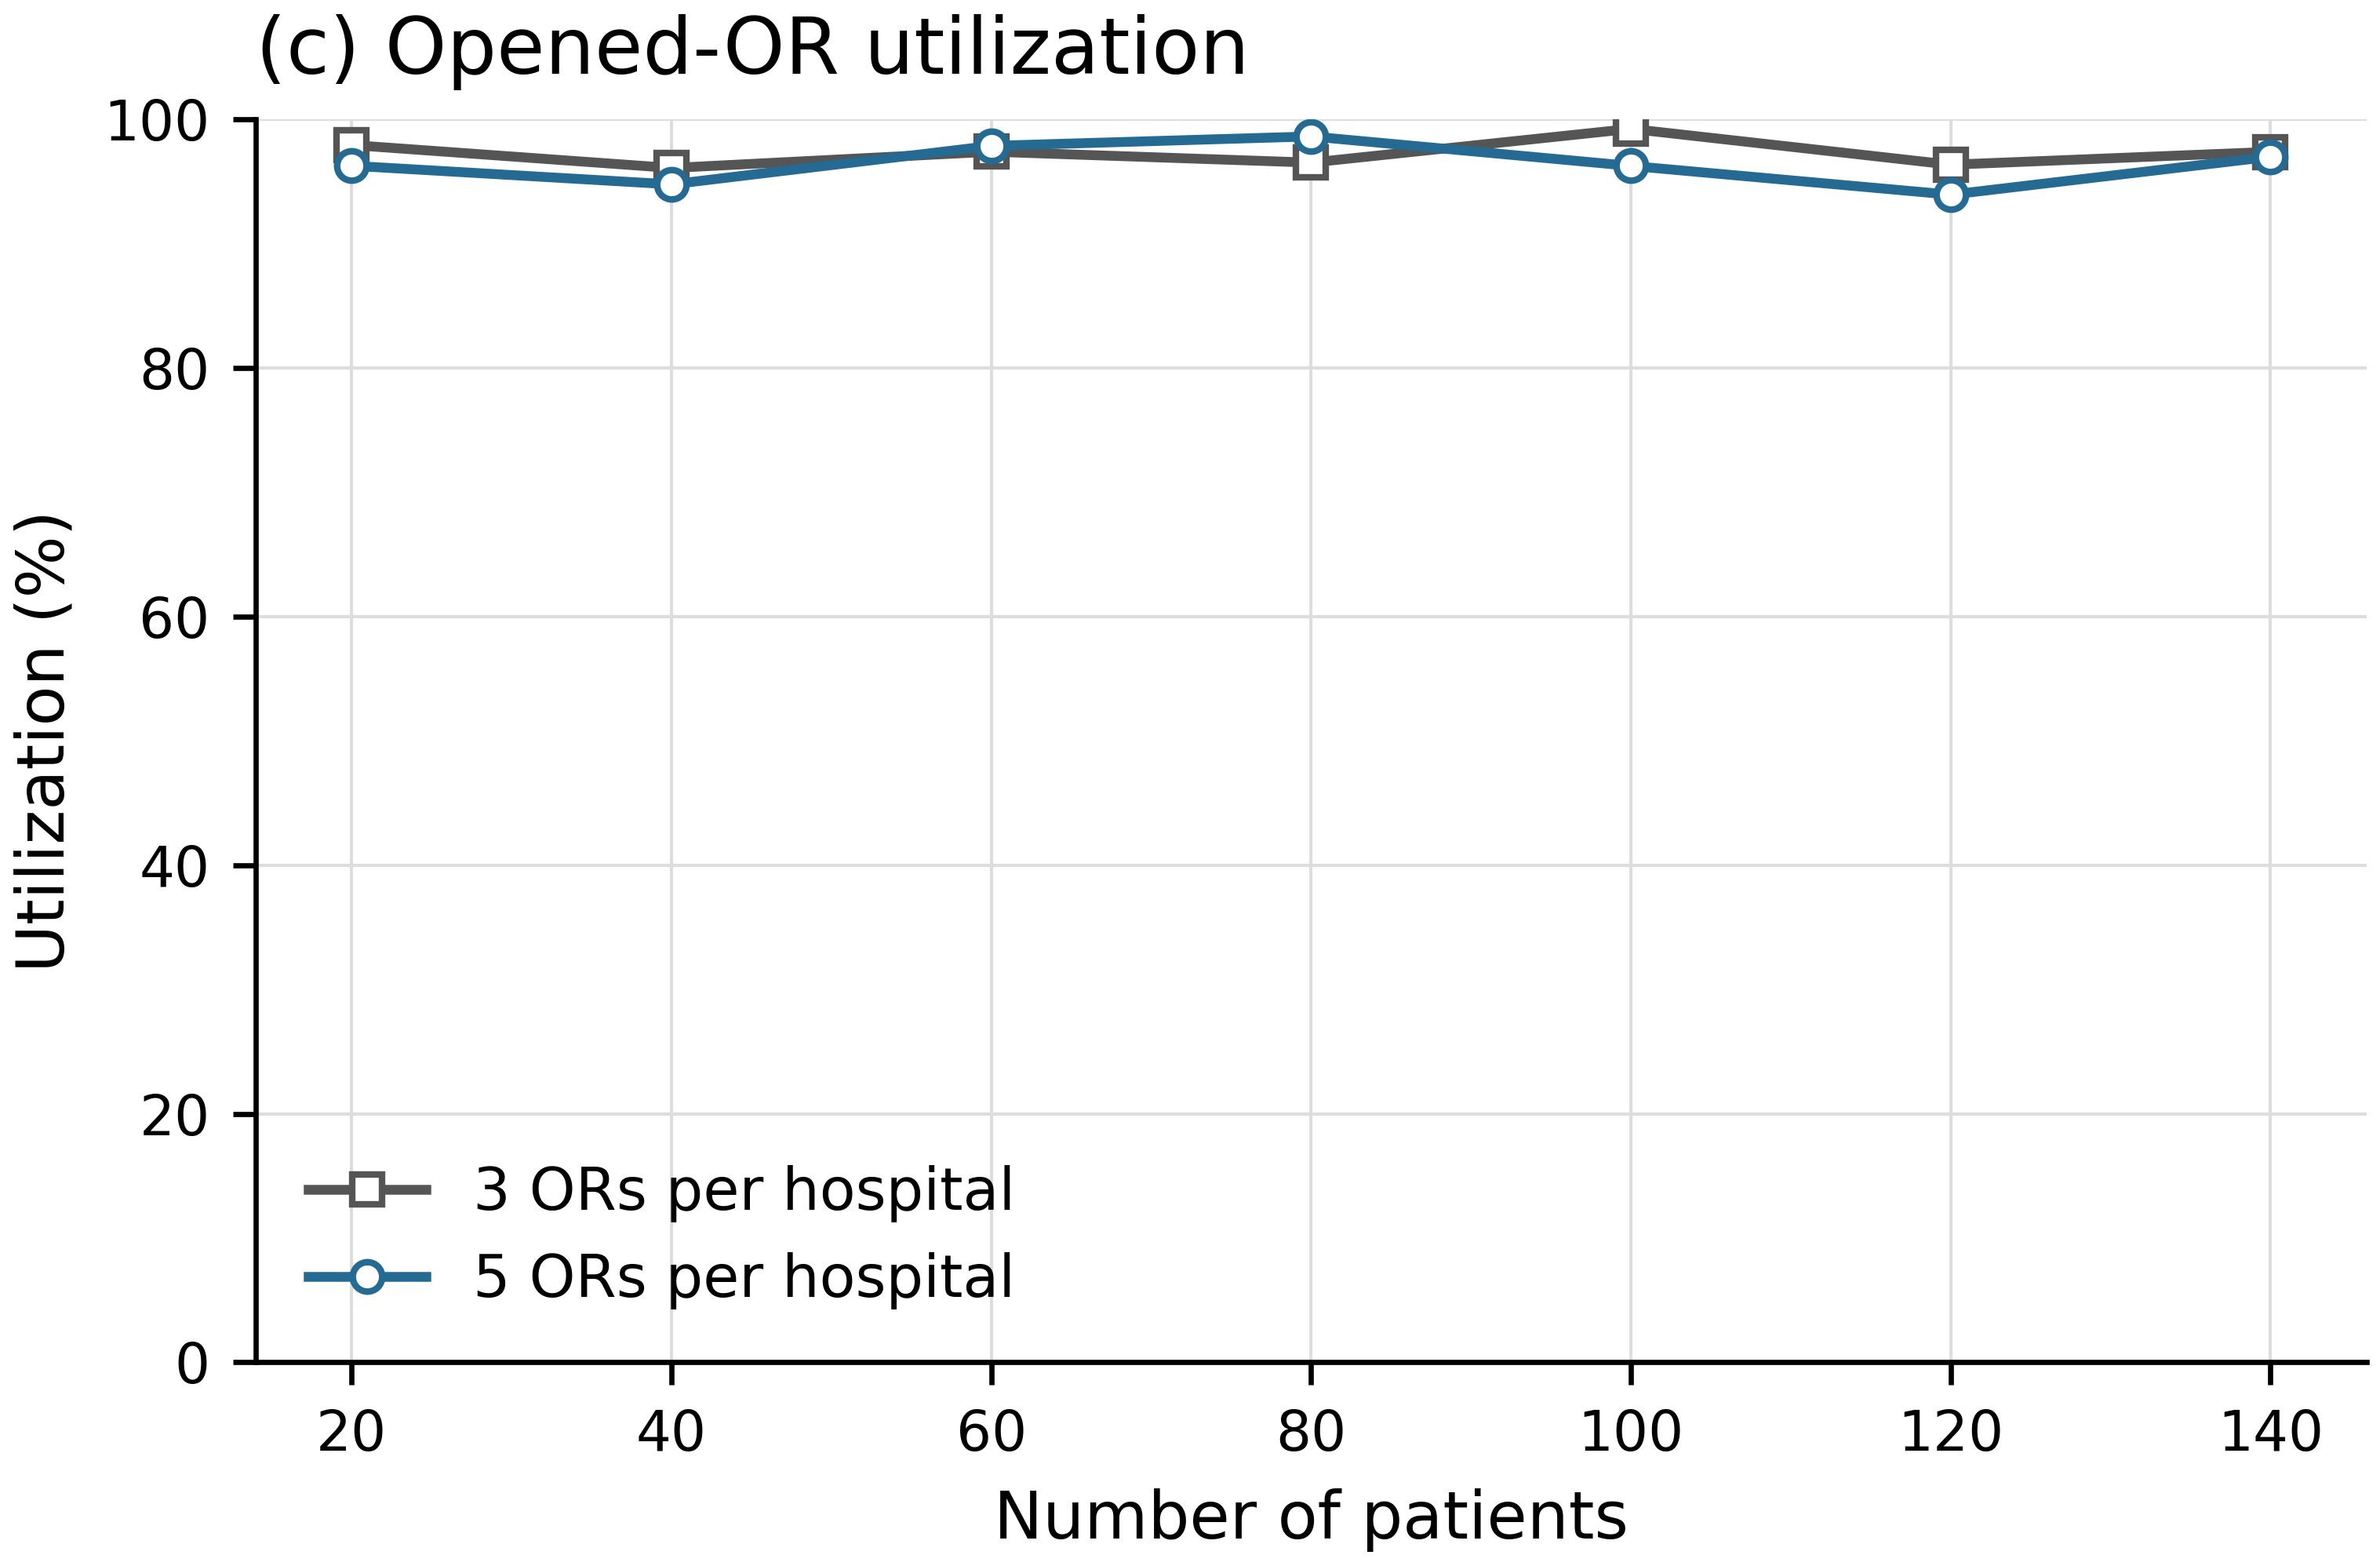 (c) Opened-OR utilization
100
80
60
40
20
0
Utilization (%)
3 ORs per hospital
5 ORs per hospital
20 40 60 80 100 120 140
Number of patients